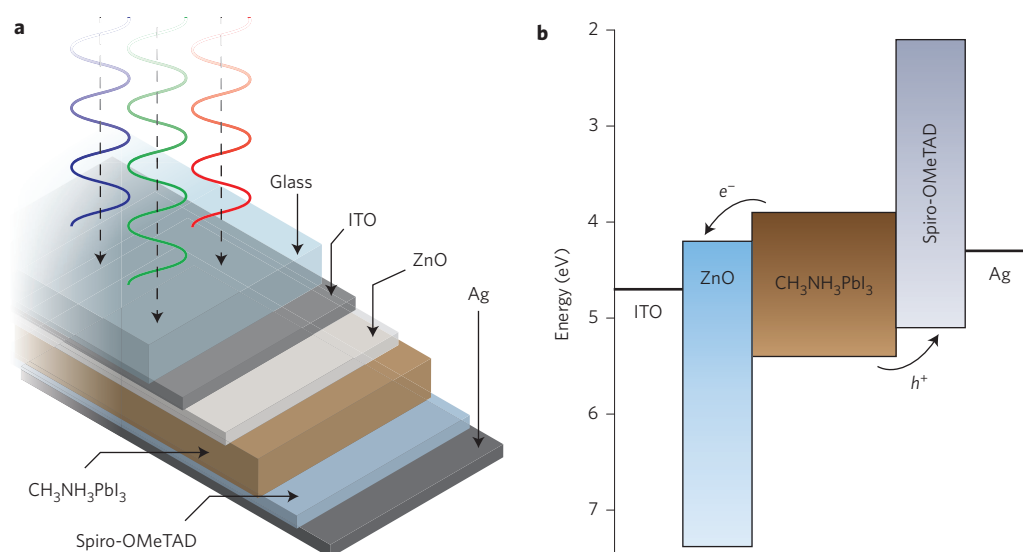 a
Glass
ITO
ZnO
Ag
CH₃NH₃PbI₃
Spiro-OMeTAD
b
Energy (eV)
2
3
4
5
6
7
ITO
e⁻
ZnO
CH₃NH₃PbI₃
h⁺
Spiro-OMeTAD
Ag